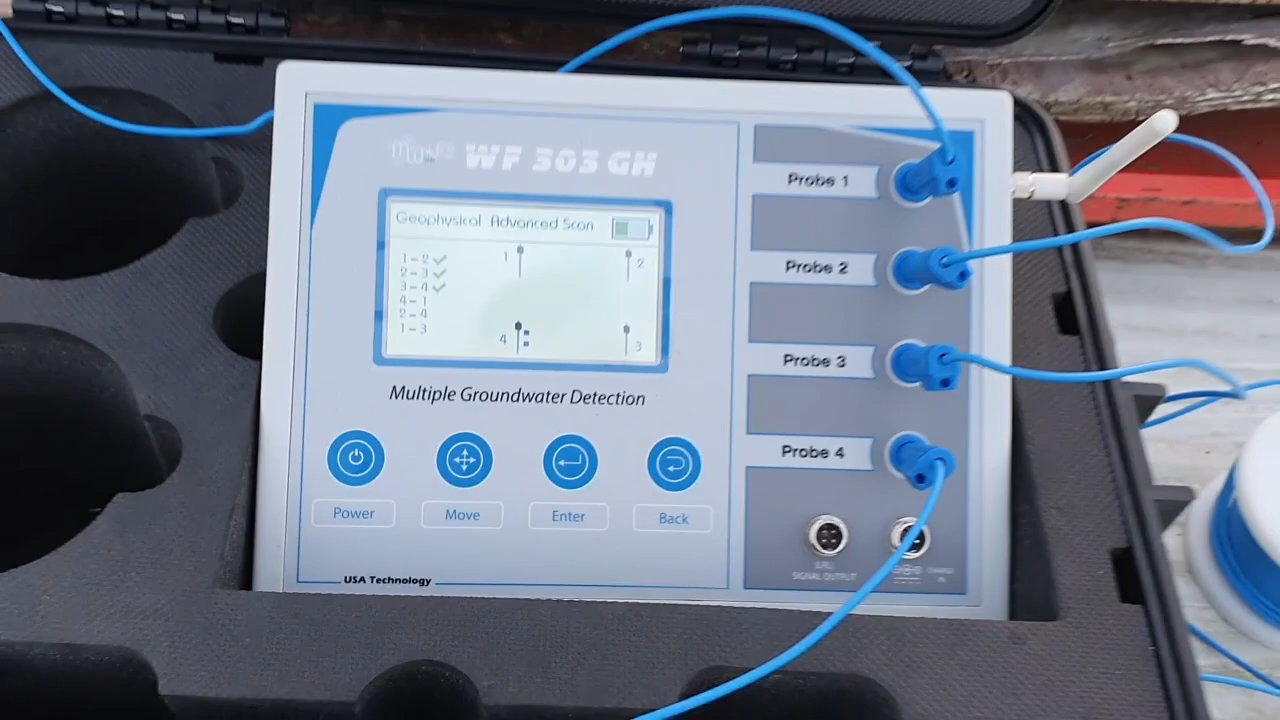 WF 303 GH
Geophysical Advanced Scan
1 - 2 ✓
2 - 3 ✓
3 - 4 ✓
4 - 1
2 - 4
1 - 3
1
2
4
3
Multiple Groundwater Detection
Power
Move
Enter
Back
USA Technology
Probe 1
Probe 2
Probe 3
Probe 4
SIGNAL OUTPUT